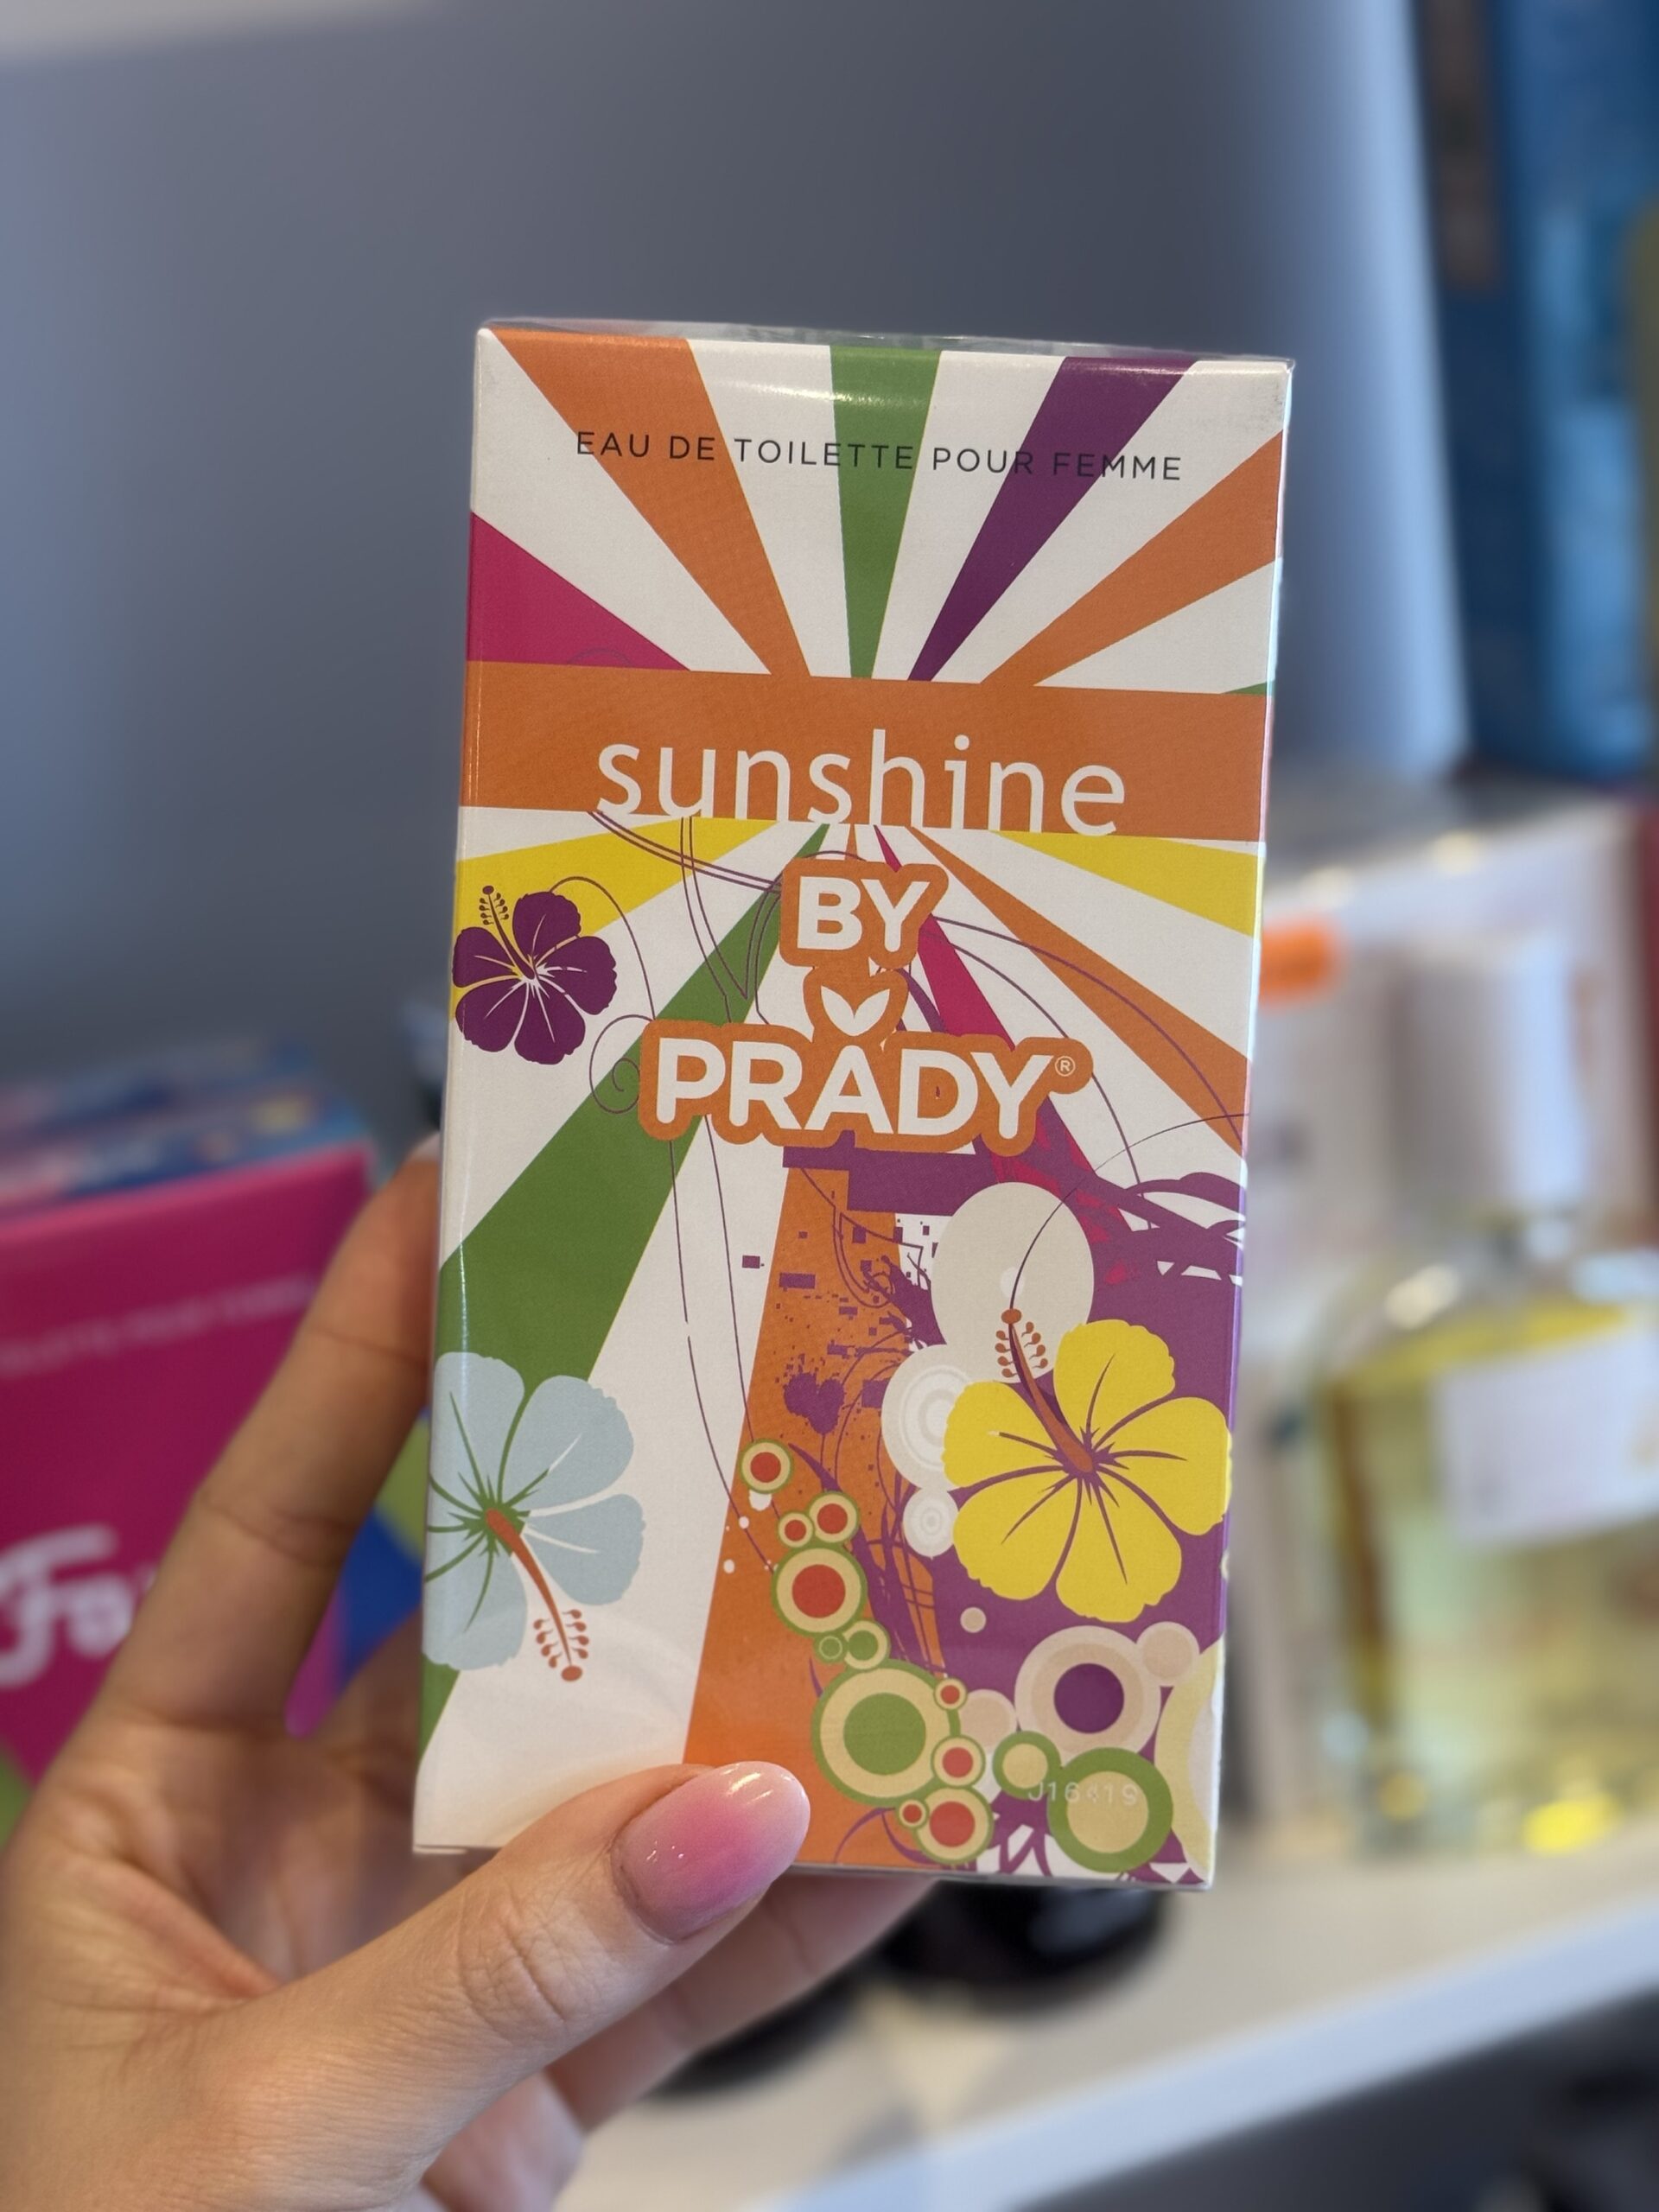 EAU DE TOILETTE POUR FEMME
sunshine
BY
PRADY®